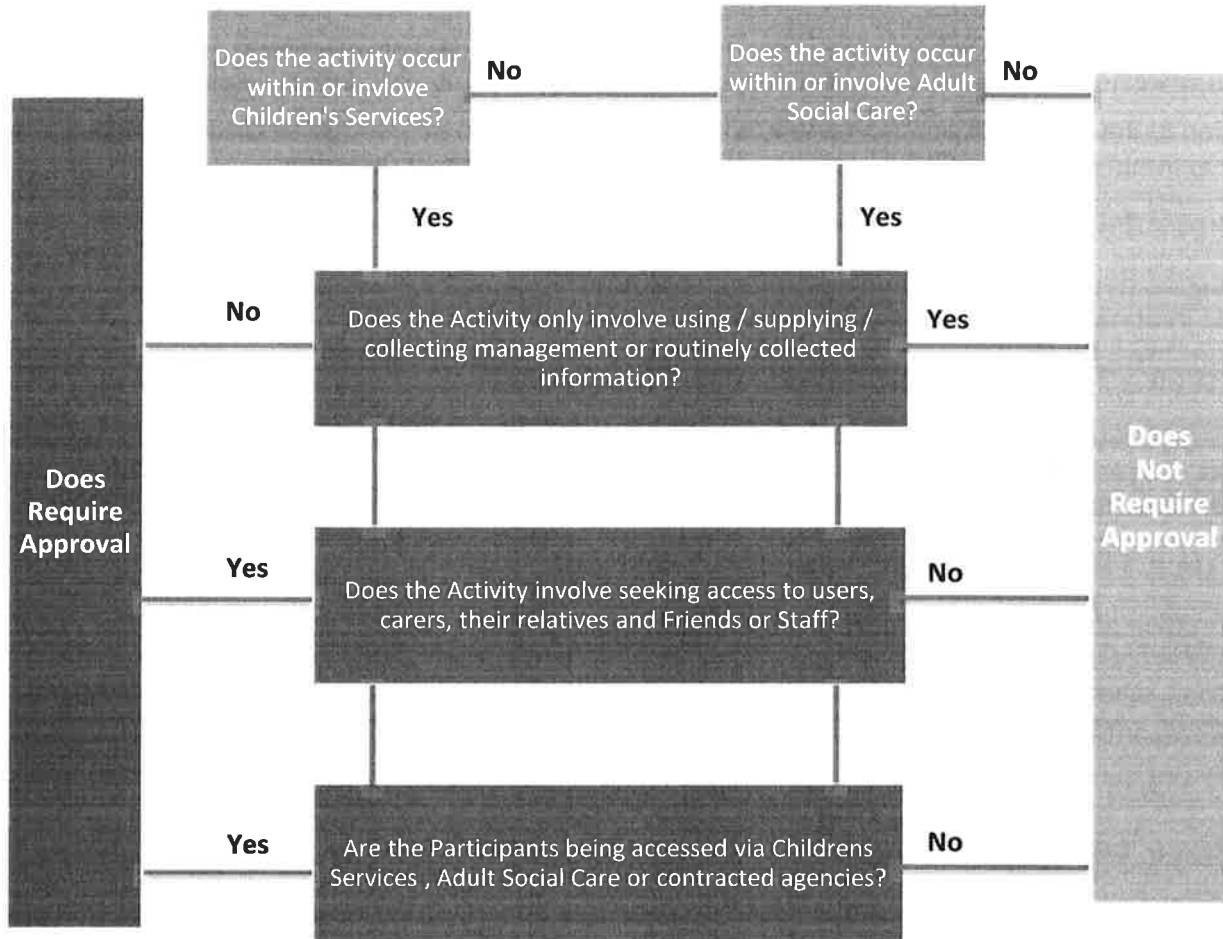 Does the activity occur
within or invlove
Children's Services?
No
Does the activity occur
within or involve Adult
Social Care?
No
Yes
Yes
No
Does the Activity only involve using / supplying /
collecting management or routinely collected
information?
Yes
Does
Require
Approval
Does
Not
Require
Approval
Yes
Does the Activity involve seeking access to users,
carers, their relatives and Friends or Staff?
No
Yes
Are the Participants being accessed via Childrens
Services , Adult Social Care or contracted agencies?
No